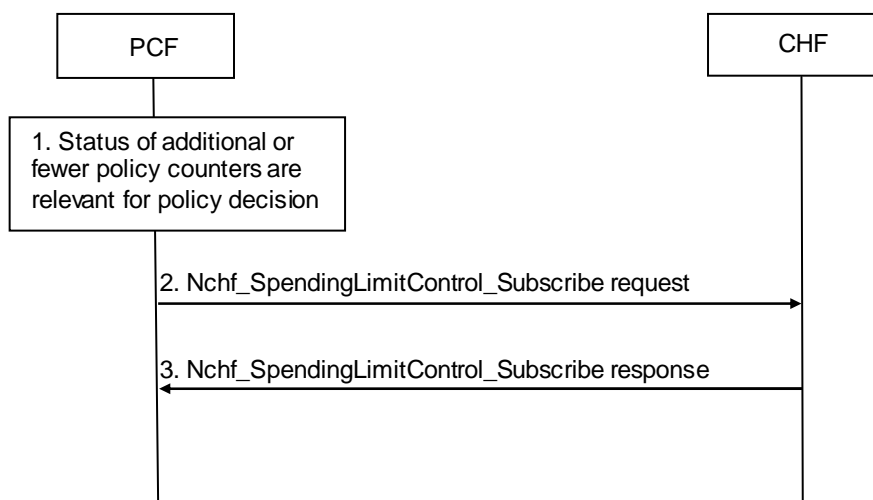 PCF
CHF
1. Status of additional or
fewer policy counters are
relevant for policy decision
2. Nchf_SpendingLimitControl_Subscribe request
3. Nchf_SpendingLimitControl_Subscribe response